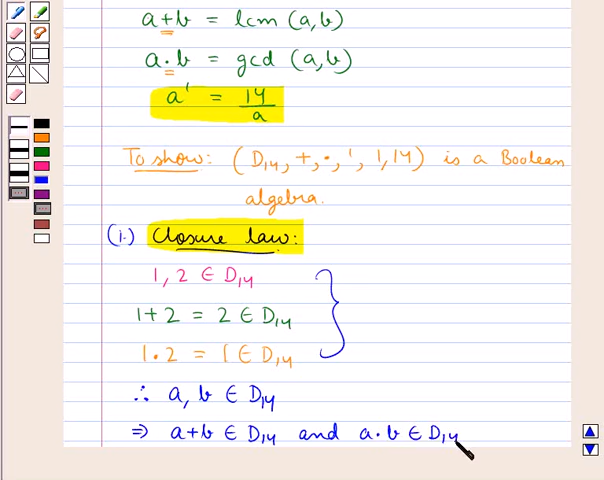 a+b = lcm (a,b)
a.b = gcd (a,b)
a' = 14/a
To show: (D₁₄, +, ·, ', 1, 14) is a Boolean
algebra.
(i.) Closure law:
1, 2 ∈ D₁₄
1+2 = 2 ∈ D₁₄
1.2 = 1 ∈ D₁₄
∴ a, b ∈ D₁₄
⇒ a+b ∈ D₁₄ and a.b ∈ D₁₄